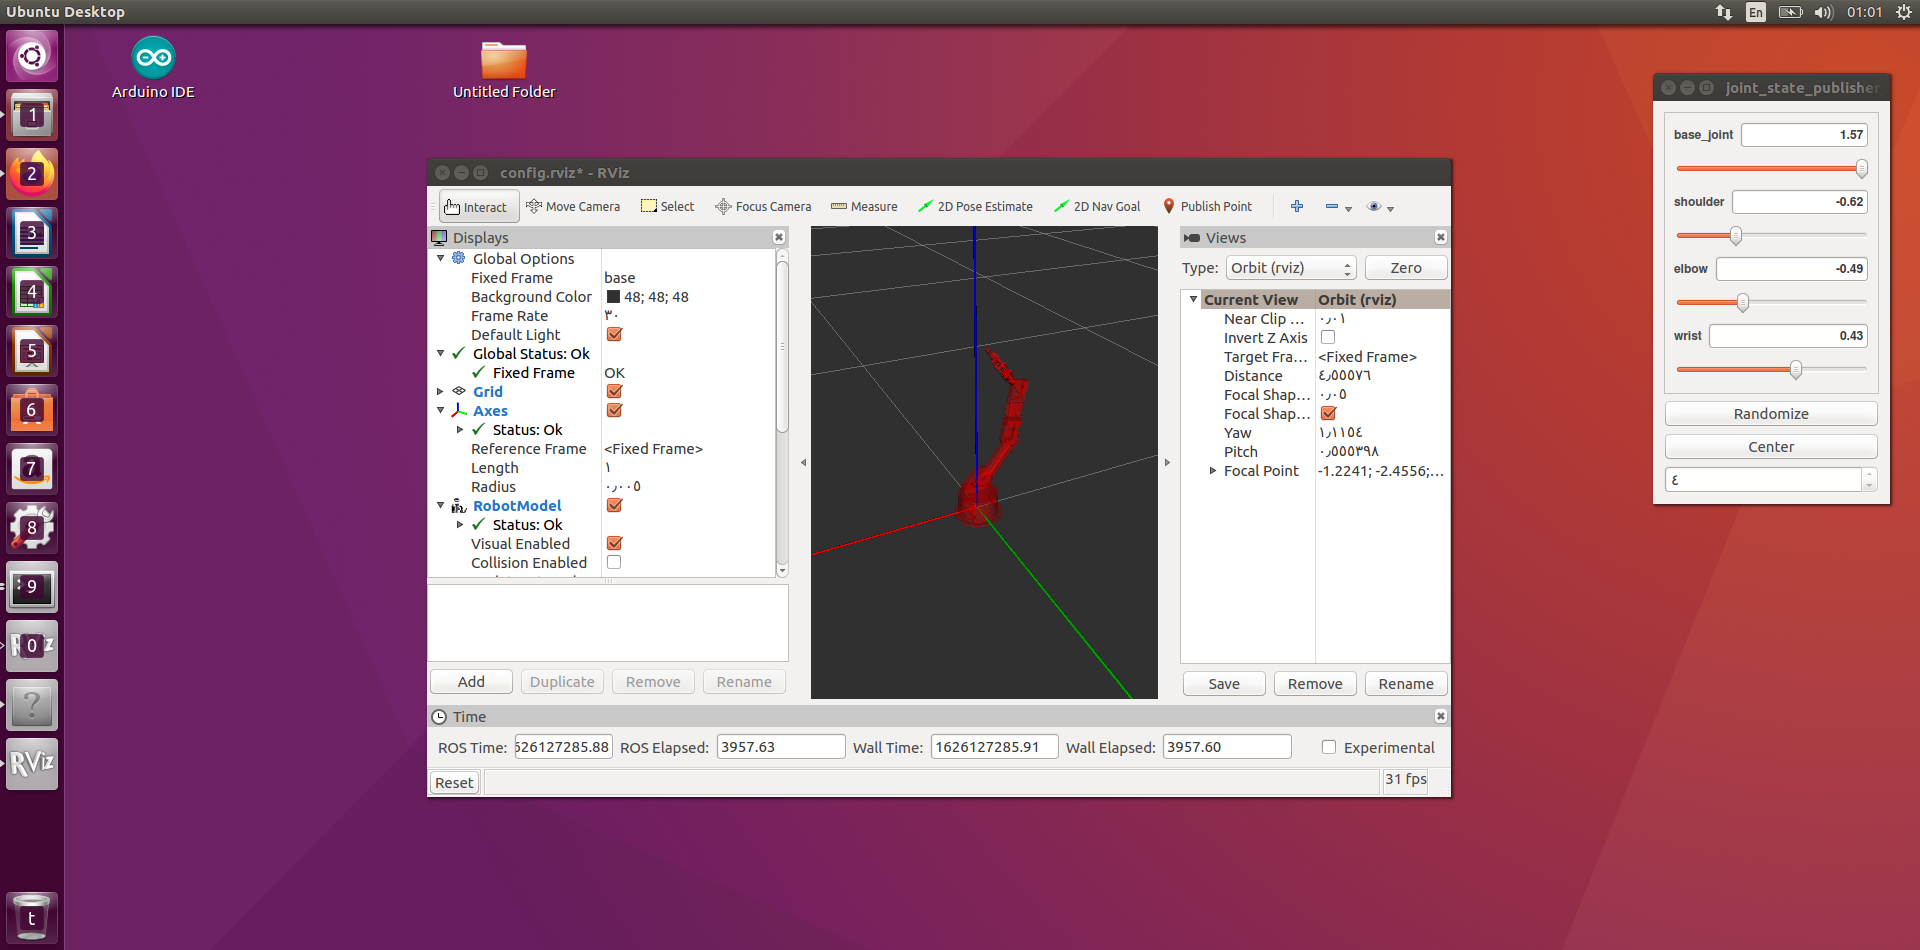 Ubuntu Desktop
En
01:01
Arduino IDE
Untitled Folder
1
2
3
4
5
6
7
8
9
0
?
RViz
t
config.rviz* - RViz
Interact
Move Camera
Select
Focus Camera
Measure
2D Pose Estimate
2D Nav Goal
Publish Point
Displays
Global Options
Fixed Frame base
Background Color 48; 48; 48
Frame Rate ٣٠
Default Light
Global Status: Ok
Fixed Frame OK
Grid
Axes
Status: Ok
Reference Frame <Fixed Frame>
Length ١
Radius ٠٫٠٠٥
RobotModel
Status: Ok
Visual Enabled
Collision Enabled
Add
Duplicate
Remove
Rename
Views
Type: Orbit (rviz) Zero
Current View Orbit (rviz)
Near Clip ... ٠٫٠١
Invert Z Axis
Target Fra... <Fixed Frame>
Distance ٤٫٥٥٥٧٦
Focal Shap... ٠٫٠٥
Focal Shap...
Yaw ١٫١١٥٤
Pitch ٠٫٥٥٥٣٩٨
Focal Point -1.2241; -2.4556;...
Save
Remove
Rename
Time
ROS Time: 626127285.88 ROS Elapsed: 3957.63 Wall Time: 1626127285.91 Wall Elapsed: 3957.60 Experimental
Reset
31 fps
joint_state_publisher
base_joint 1.57
shoulder -0.62
elbow -0.49
wrist 0.43
Randomize
Center
٤